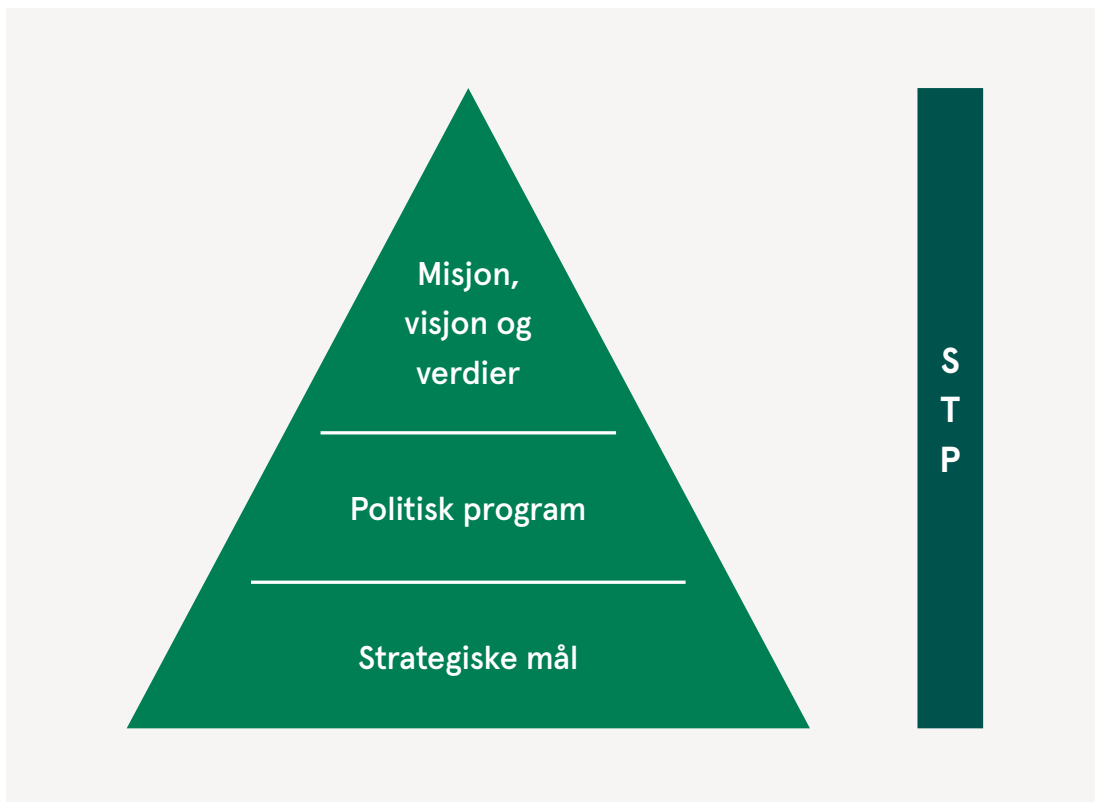 Misjon,
visjon og
verdier
Politisk program
Strategiske mål
S
T
P